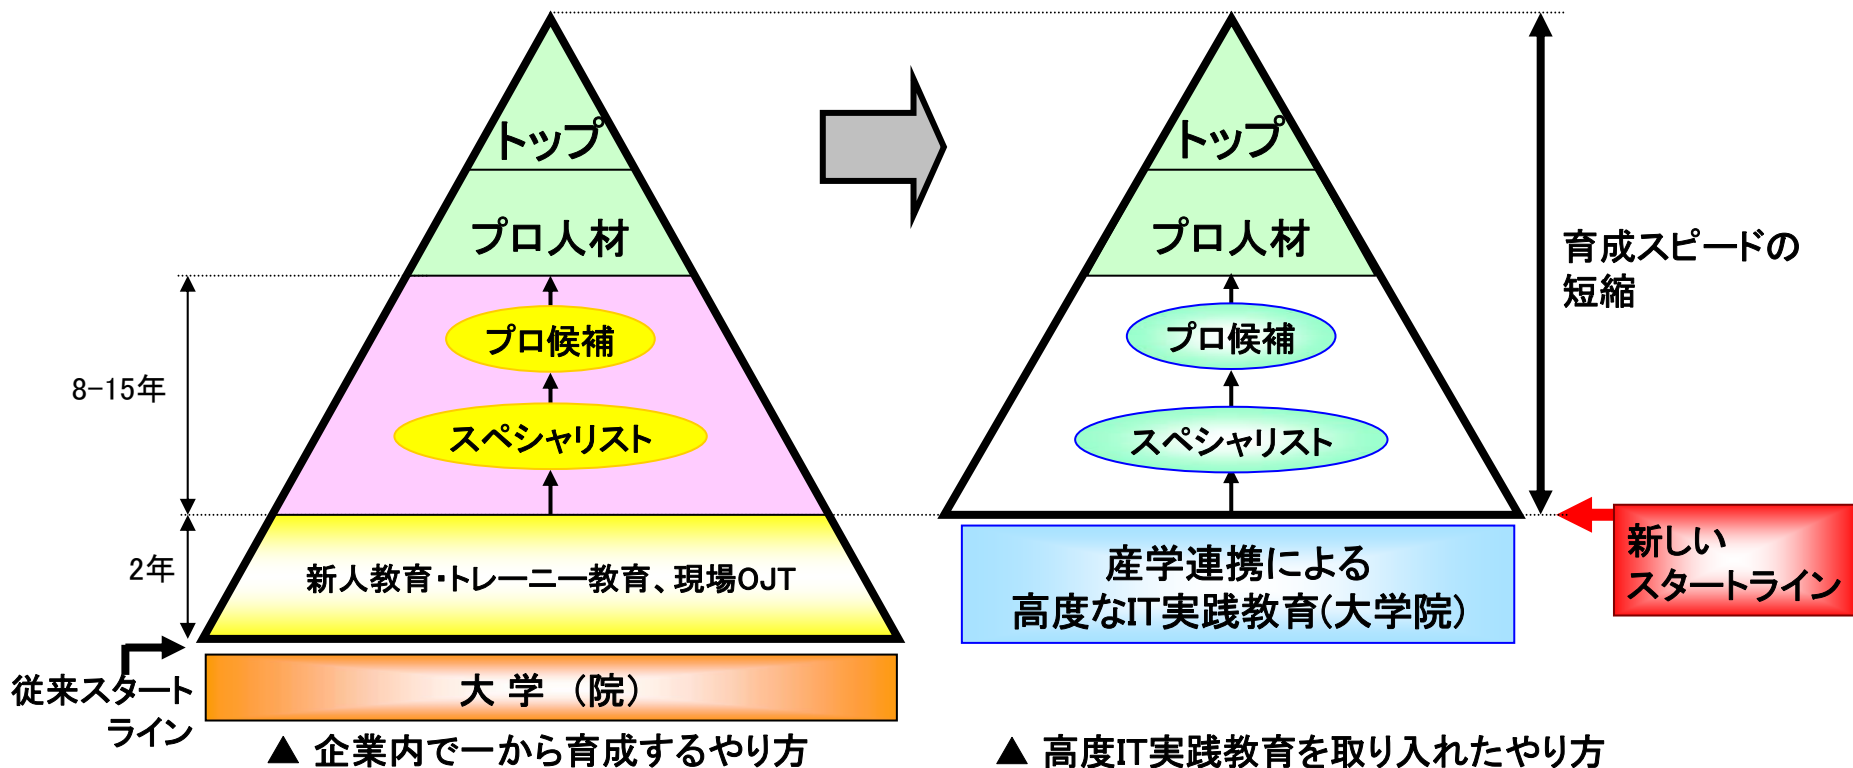 トップ
プロ人材
プロ候補
スペシャリスト
8-15年
2年
新人教育・トレーニー教育、現場OJT
従来スタート
ライン
大 学 （院）
▲ 企業内で一から育成するやり方
トップ
プロ人材
プロ候補
スペシャリスト
育成スピードの
短縮
新しい
スタートライン
産学連携による
高度なIT実践教育(大学院)
▲ 高度IT実践教育を取り入れたやり方